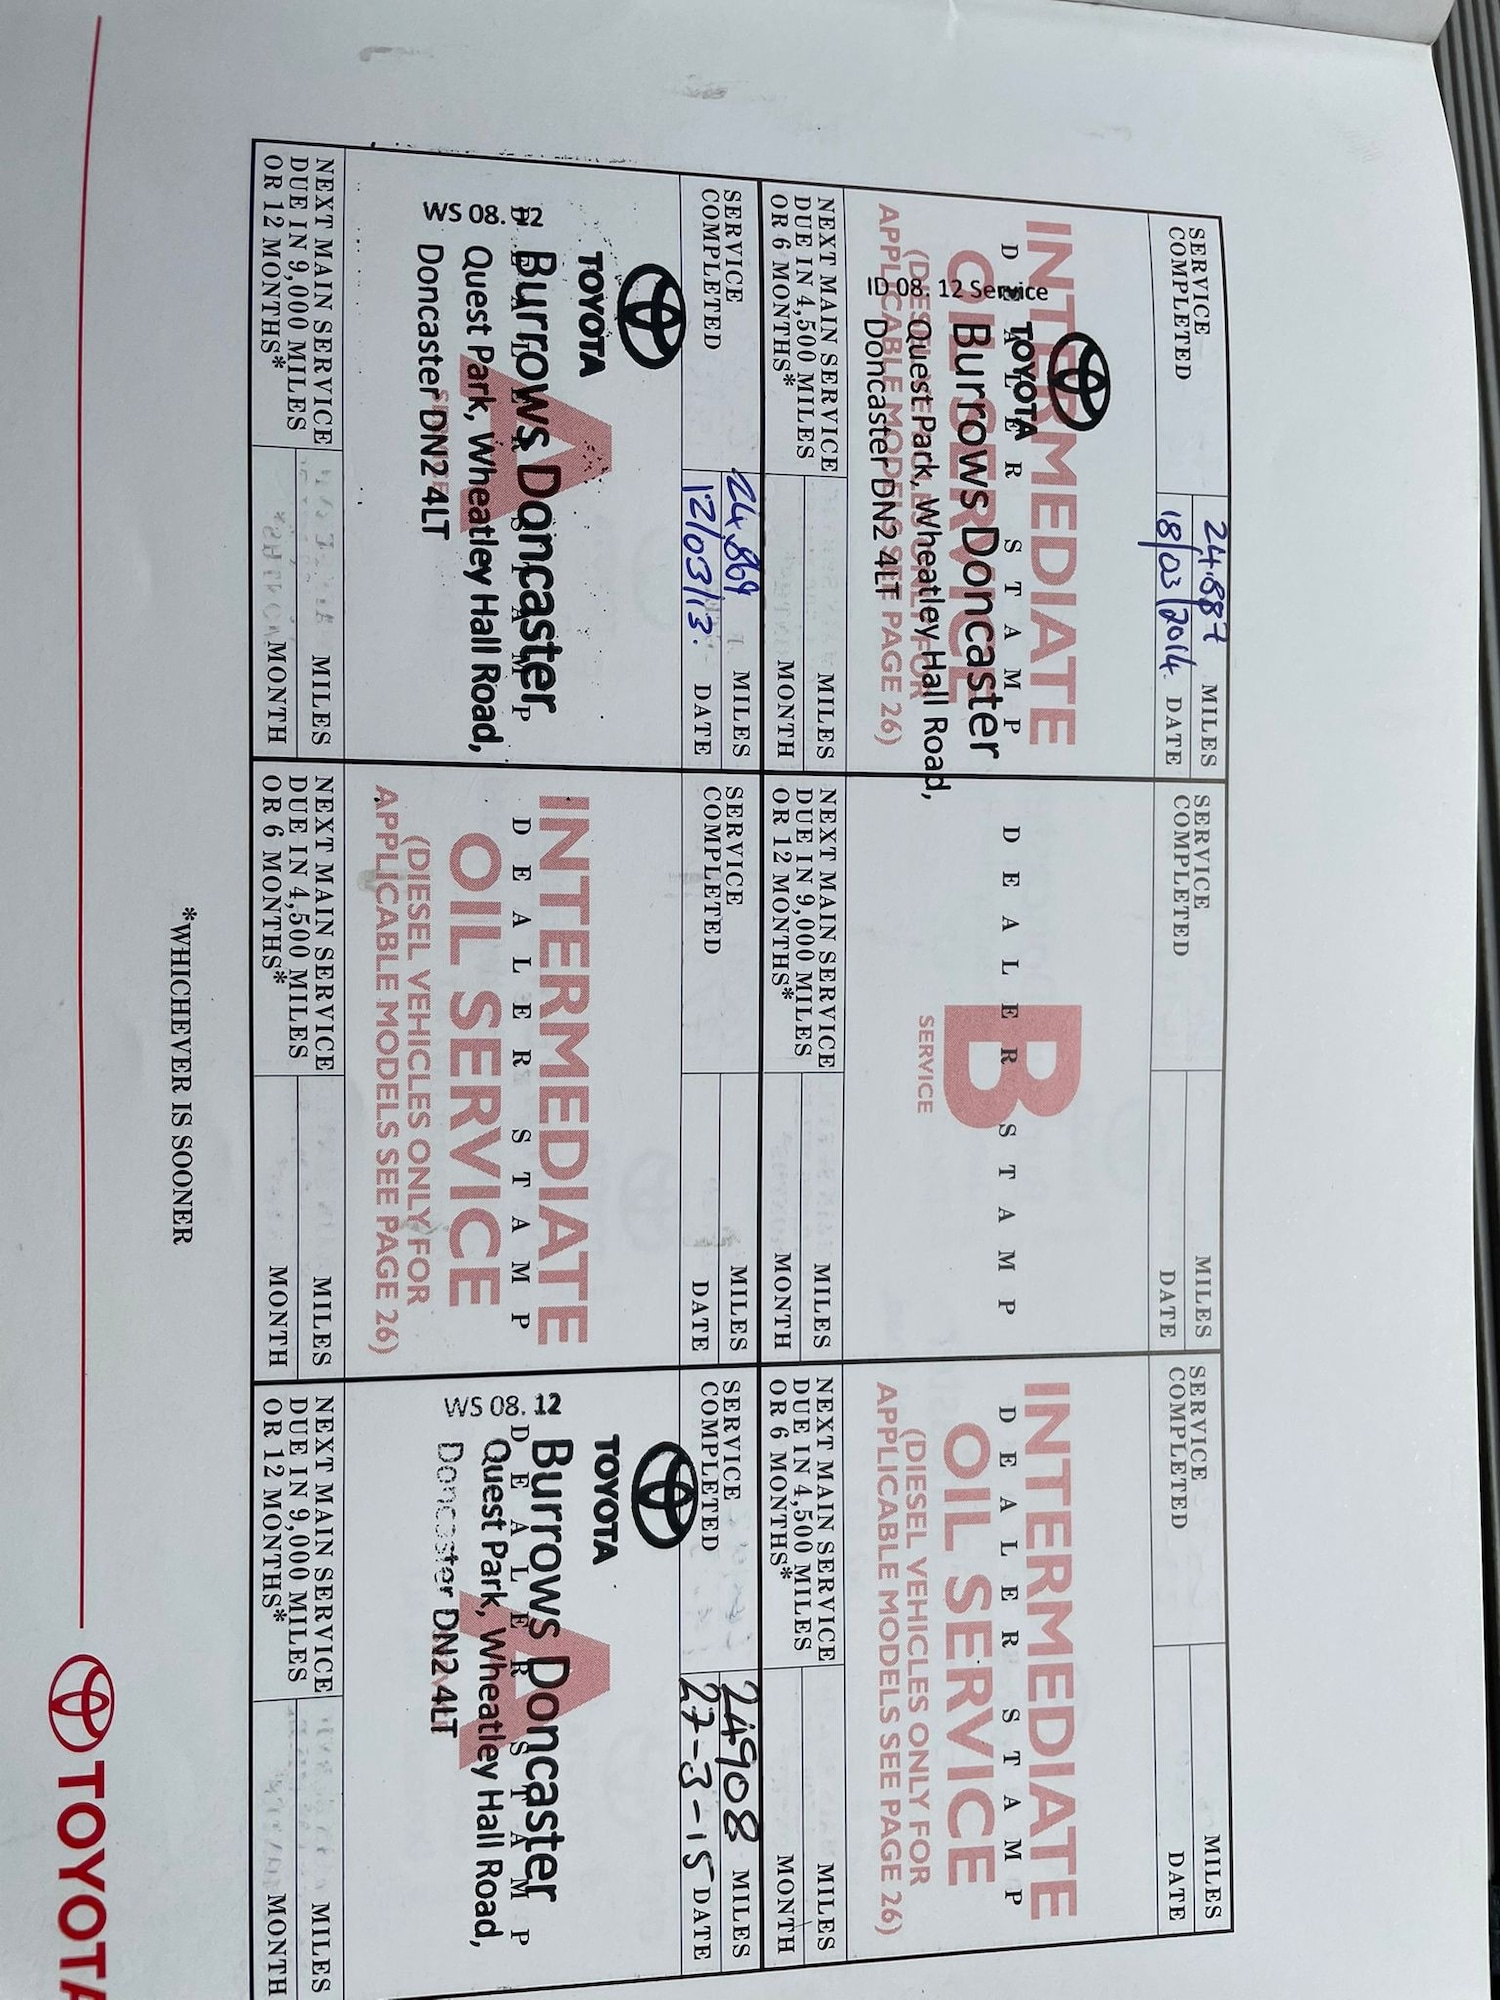 SERVICE
COMPLETED
24.887 MILES
18/03/2014 DATE
INTERMEDIATE
OIL SERVICE
(DIESEL VEHICLES ONLY FOR
APPLICABLE MODELS SEE PAGE 26)
DEALER STAMP
TOYOTA
ID 08. 12 Service
Burrows Doncaster
Quest Park, Wheatley Hall Road,
Doncaster DN2 4LT
NEXT MAIN SERVICE
DUE IN 4,500 MILES
OR 6 MONTHS*
MILES
MONTH
SERVICE
COMPLETED
MILES
DATE
B
DEALER STAMP
SERVICE
NEXT MAIN SERVICE
DUE IN 9,000 MILES
OR 12 MONTHS*
MILES
MONTH
SERVICE
COMPLETED
MILES
DATE
INTERMEDIATE
DEALER STAMP
OIL SERVICE
(DIESEL VEHICLES ONLY FOR
APPLICABLE MODELS SEE PAGE 26)
NEXT MAIN SERVICE
DUE IN 4,500 MILES
OR 6 MONTHS*
MILES
MONTH
SERVICE
COMPLETED
24,869 MILES
12/03/13. DATE
A
DEALER STAMP
TOYOTA
WS 08. 12
Burrows Doncaster
Quest Park, Wheatley Hall Road,
Doncaster DN2 4LT
NEXT MAIN SERVICE
DUE IN 9,000 MILES
OR 12 MONTHS*
MILES
MONTH
SERVICE
COMPLETED
MILES
DATE
INTERMEDIATE
DEALER STAMP
OIL SERVICE
(DIESEL VEHICLES ONLY FOR
APPLICABLE MODELS SEE PAGE 26)
NEXT MAIN SERVICE
DUE IN 4,500 MILES
OR 6 MONTHS*
MILES
MONTH
SERVICE
COMPLETED
24908 MILES
27-3-15 DATE
A
DEALER STAMP
TOYOTA
WS 08. 12
Burrows Doncaster
Quest Park, Wheatley Hall Road,
Doncaster DN2 4LT
NEXT MAIN SERVICE
DUE IN 9,000 MILES
OR 12 MONTHS*
MILES
MONTH
*WHICHEVER IS SOONER
TOYOTA